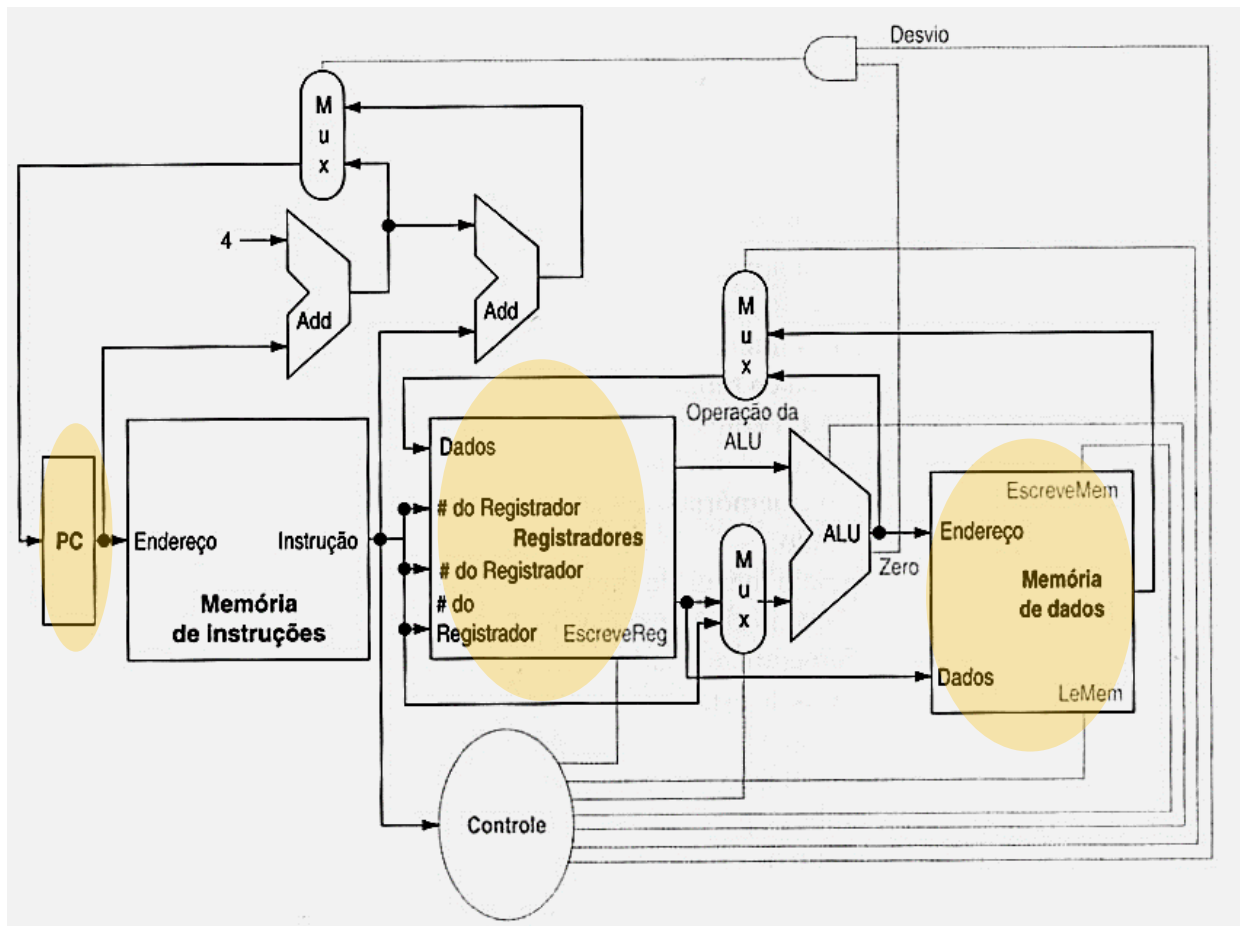 Desvio
M
u
x
4
Add
Add
M
u
x
Operação da
ALU
PC
Endereço
Instrução
Memória
de instruções
Dados
# do Registrador
Registradores
# do Registrador
# do
Registrador
EscreveReg
M
u
x
ALU
Zero
EscreveMem
Endereço
Memória
de dados
Dados
LeMem
Controle